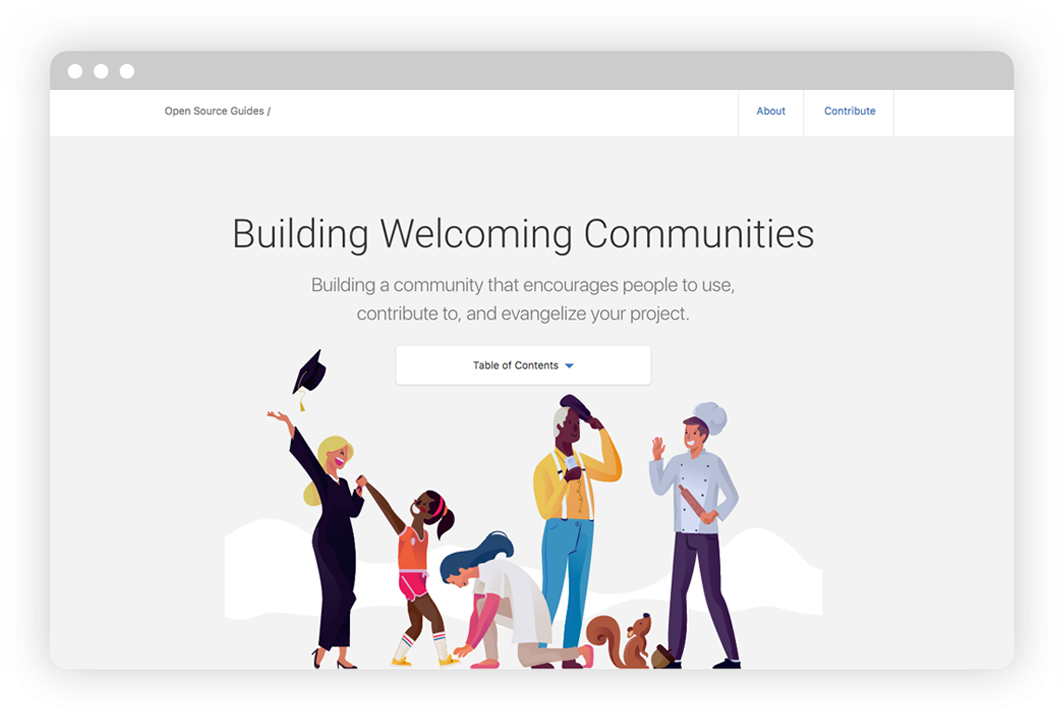 Open Source Guides /
About
Contribute
Building Welcoming Communities
Building a community that encourages people to use,
contribute to, and evangelize your project.
Table of Contents